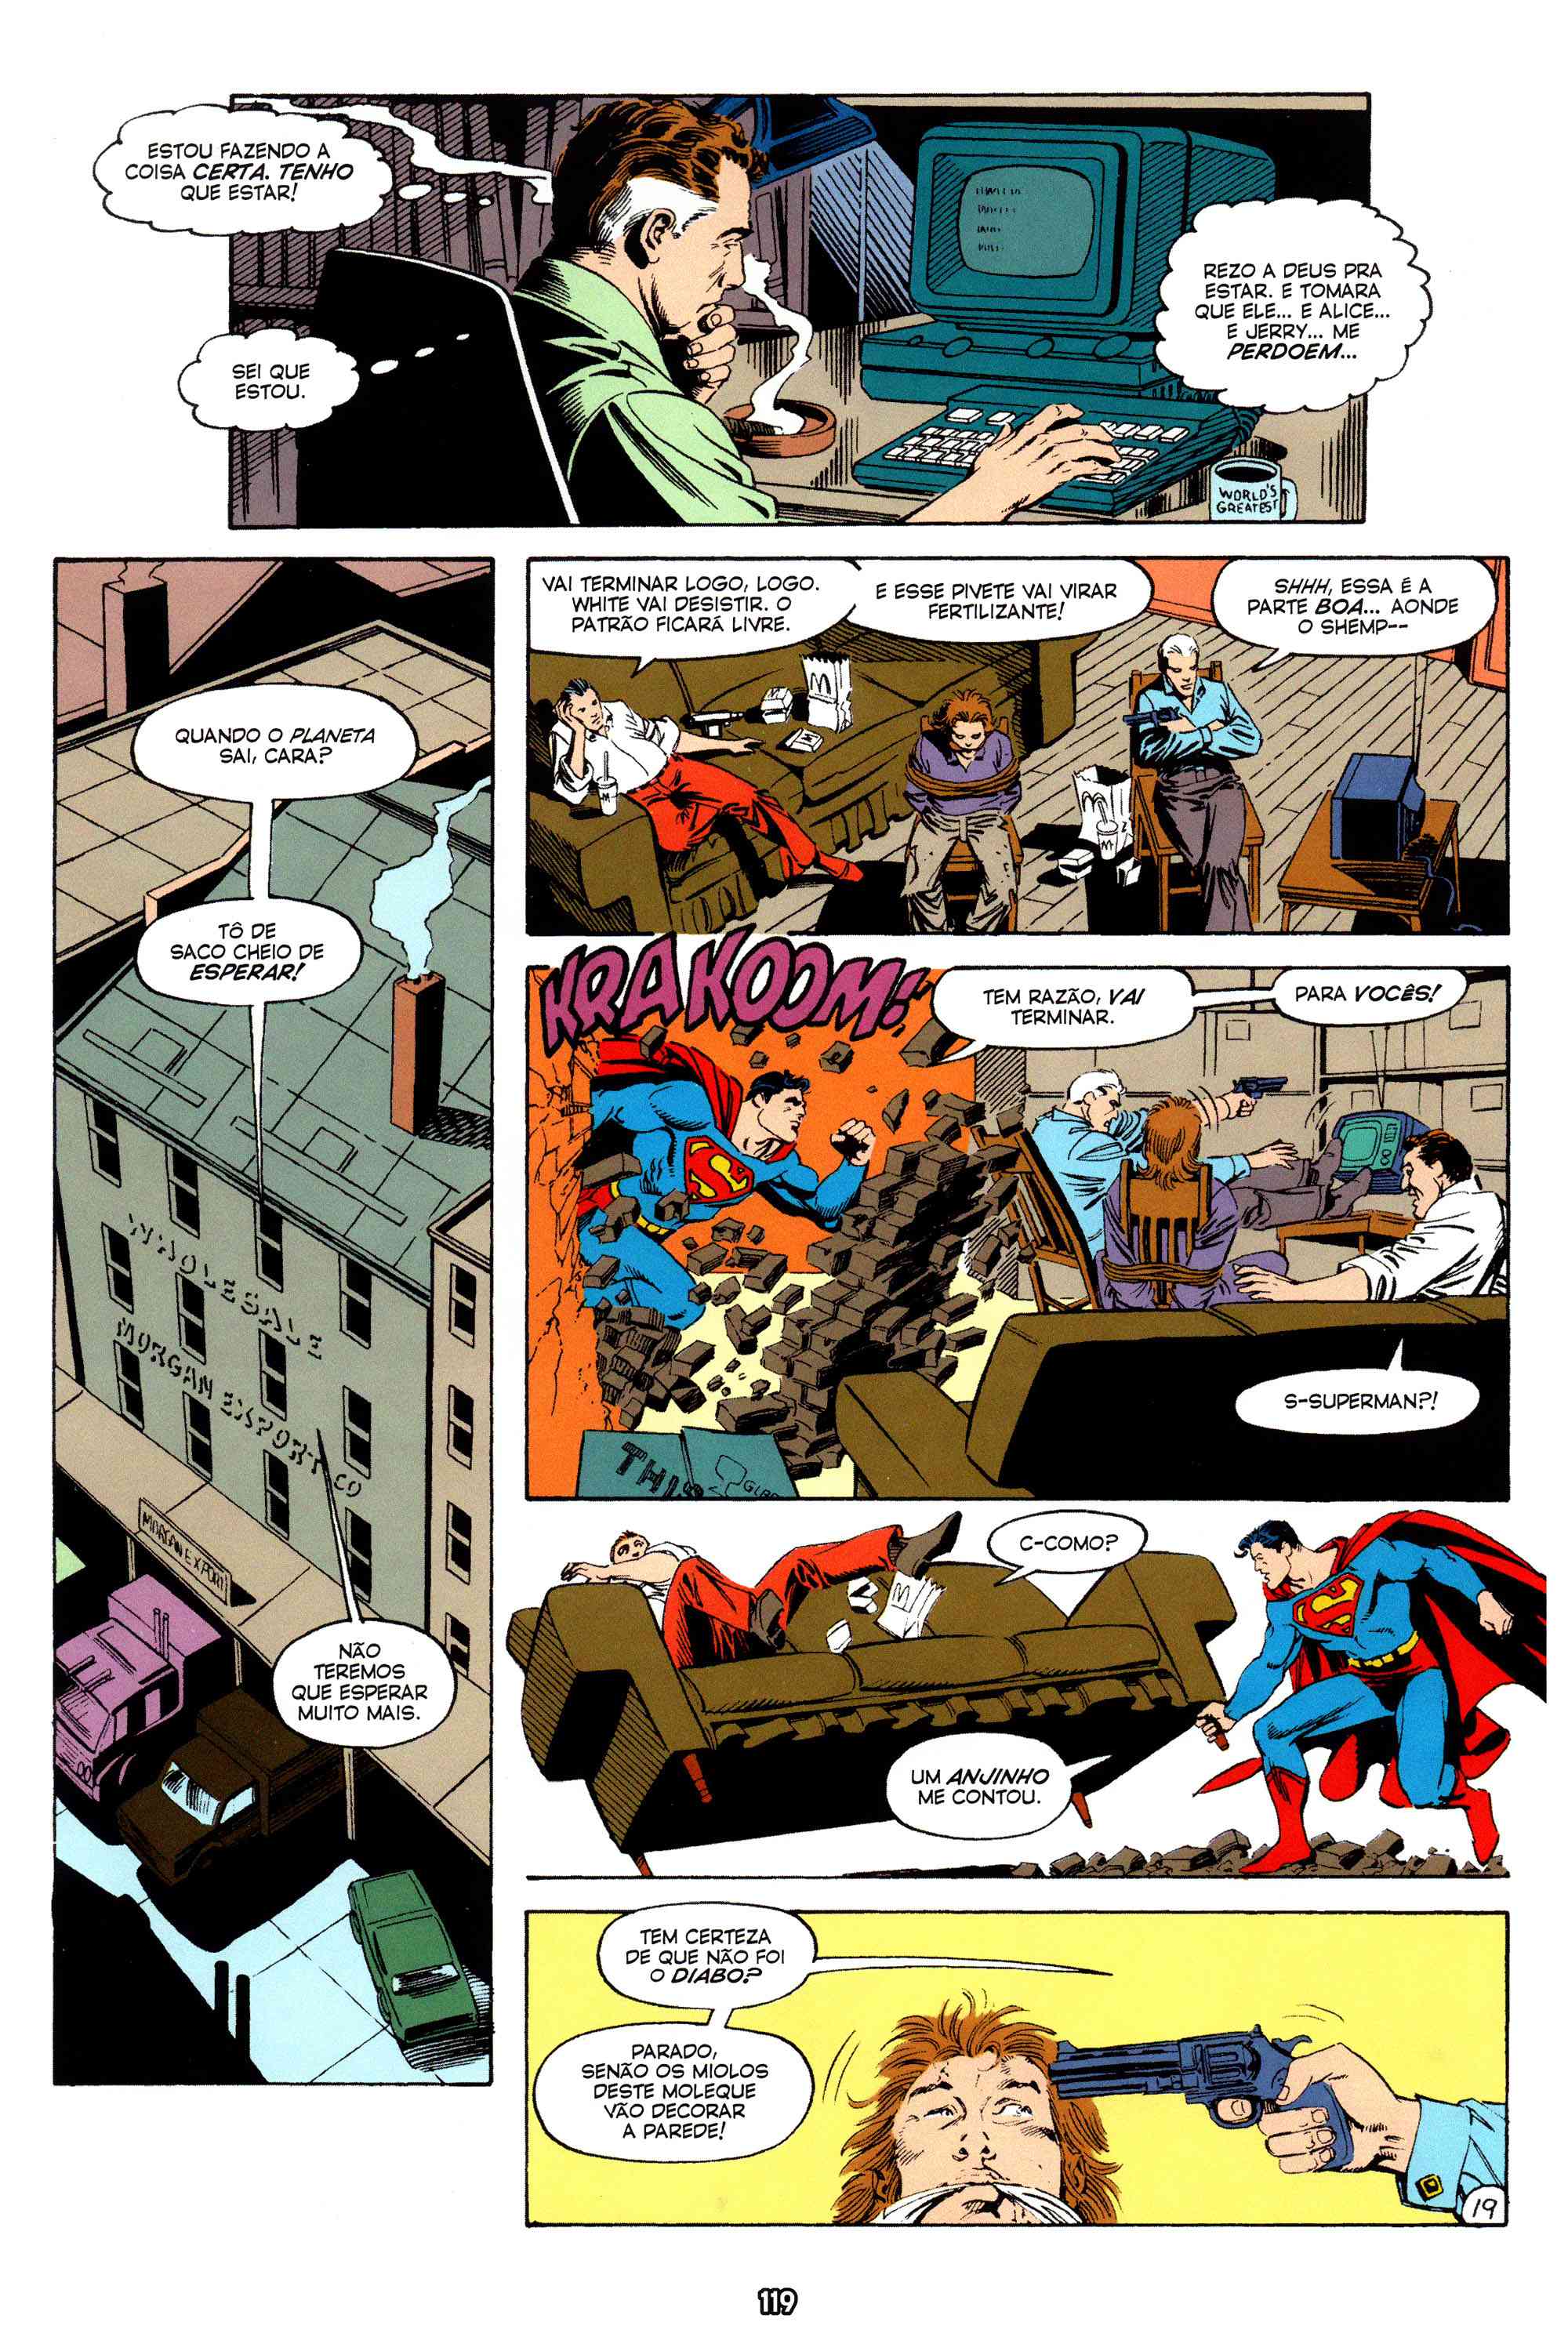 ESTOU FAZENDO A
COISA CERTA. TENHO
QUE ESTAR!
SEI QUE
ESTOU.
REZO A DEUS PRA
ESTAR. E TOMARA
QUE ELE... E ALICE...
E JERRY... ME
PERDOEM...
WORLD'S
GREATEST
QUANDO O PLANETA
SAI, CARA?
TÔ DE
SACO CHEIO DE
ESPERAR!
WHOLESALE
MORGAN EXPORT CO
MORGAN EXPORT
NÃO
TEREMOS
QUE ESPERAR
MUITO MAIS.
VAI TERMINAR LOGO, LOGO.
WHITE VAI DESISTIR. O
PATRÃO FICARÁ LIVRE.
E ESSE PIVETE VAI VIRAR
FERTILIZANTE!
SHHH, ESSA É A
PARTE BOA... AONDE
O SHEMP--
M
M
M
KRAKOOM!
TEM RAZÃO, VAI
TERMINAR.
PARA VOCÊS!
S-SUPERMAN?!
THIS
C-COMO?
M
UM ANJINHO
ME CONTOU.
TEM CERTEZA
DE QUE NÃO FOI
O DIABO?
PARADO,
SENÃO OS MIOLOS
DESTE MOLEQUE
VÃO DECORAR
A PAREDE!
19
119